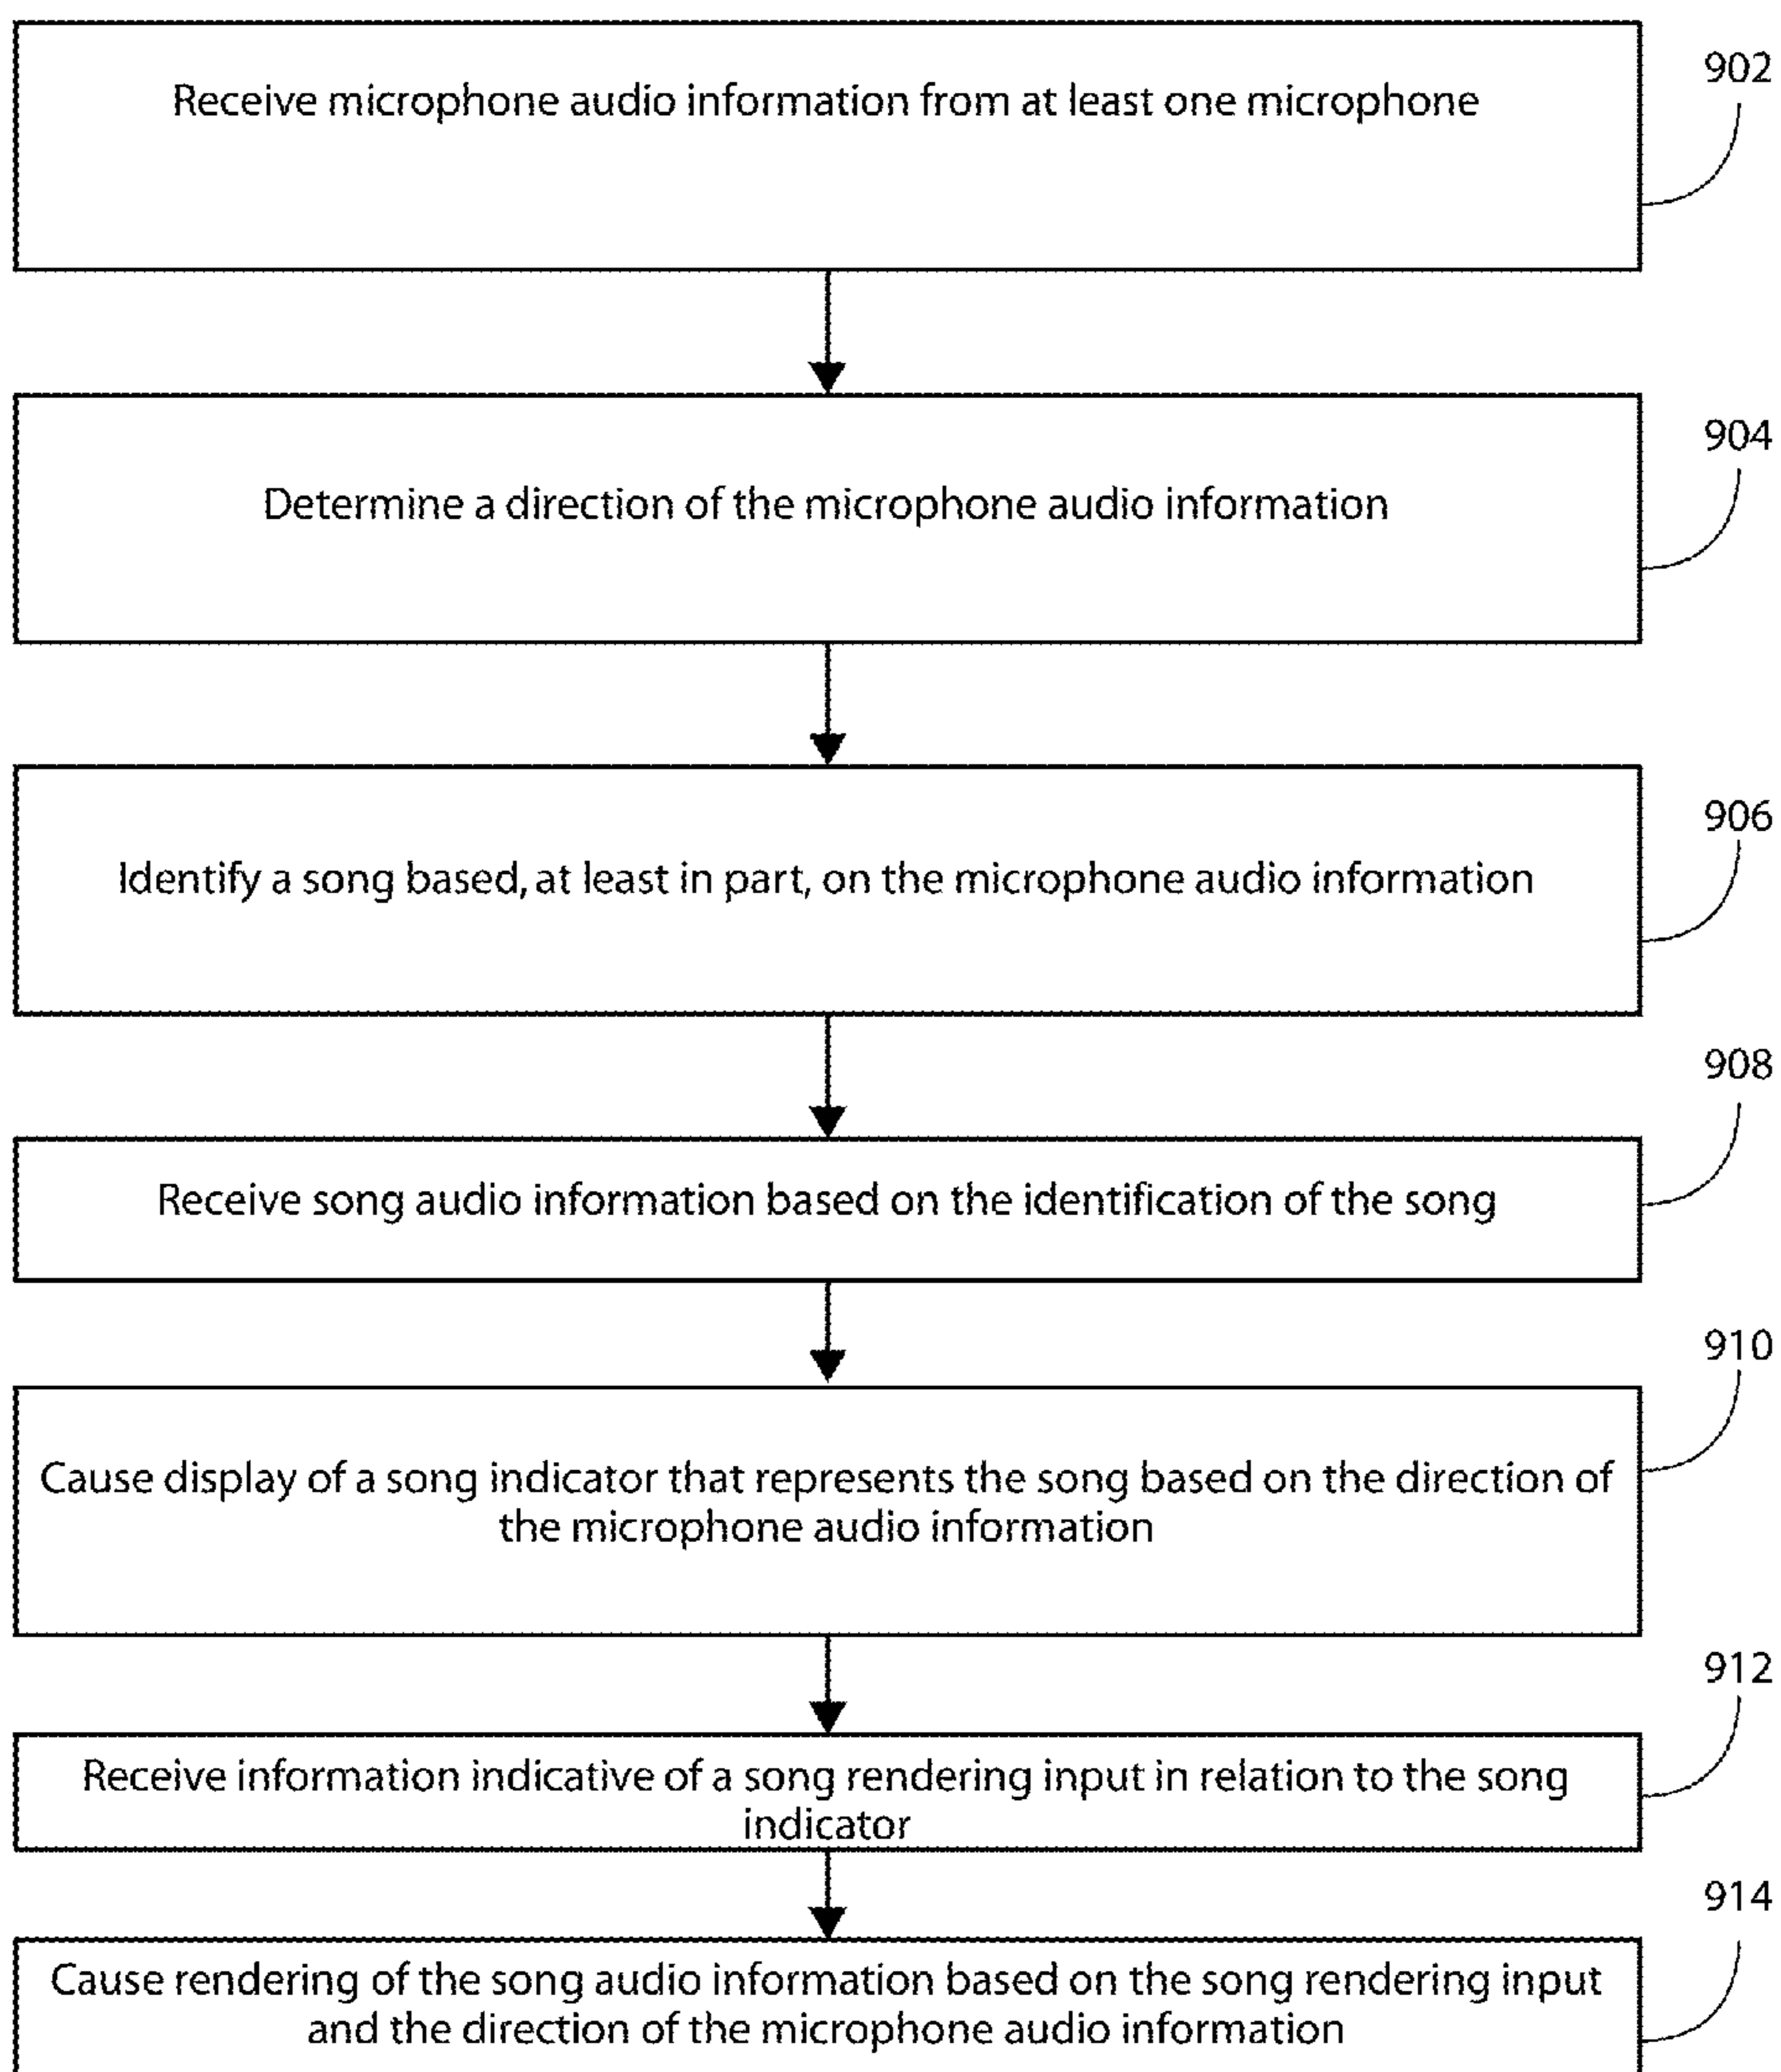 902
Receive microphone audio information from at least one microphone
904
Determine a direction of the microphone audio information
906
Identify a song based, at least in part, on the microphone audio information
908
Receive song audio information based on the identification of the song
910
Cause display of a song indicator that represents the song based on the direction of
the microphone audio information
912
Receive information indicative of a song rendering input in relation to the song
indicator
914
Cause rendering of the song audio information based on the song rendering input
and the direction of the microphone audio information